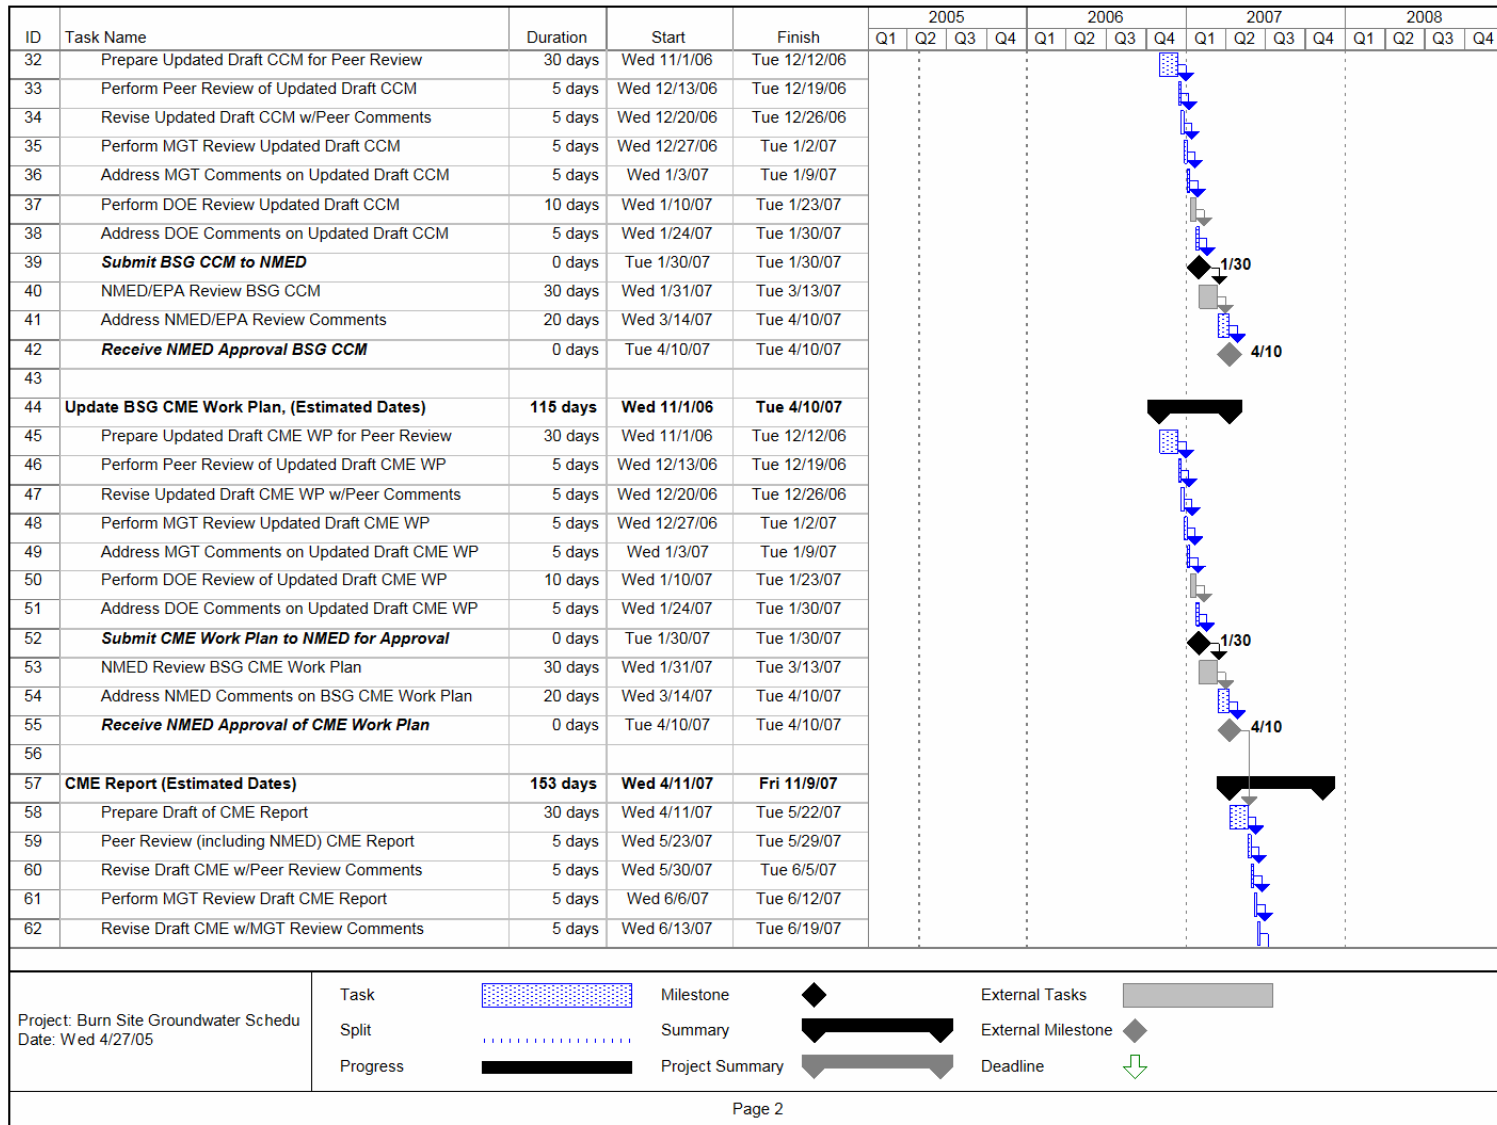 2005 2006 2007 2008
ID Task Name Duration Start Finish Q1 Q2 Q3 Q4 Q1 Q2 Q3 Q4 Q1 Q2 Q3 Q4 Q1 Q2 Q3 Q4
32 Prepare Updated Draft CCM for Peer Review 30 days Wed 11/1/06 Tue 12/12/06
33 Perform Peer Review of Updated Draft CCM 5 days Wed 12/13/06 Tue 12/19/06
34 Revise Updated Draft CCM w/Peer Comments 5 days Wed 12/20/06 Tue 12/26/06
35 Perform MGT Review Updated Draft CCM 5 days Wed 12/27/06 Tue 1/2/07
36 Address MGT Comments on Updated Draft CCM 5 days Wed 1/3/07 Tue 1/9/07
37 Perform DOE Review Updated Draft CCM 10 days Wed 1/10/07 Tue 1/23/07
38 Address DOE Comments on Updated Draft CCM 5 days Wed 1/24/07 Tue 1/30/07
39 Submit BSG CCM to NMED 0 days Tue 1/30/07 Tue 1/30/07 1/30
40 NMED/EPA Review BSG CCM 30 days Wed 1/31/07 Tue 3/13/07
41 Address NMED/EPA Review Comments 20 days Wed 3/14/07 Tue 4/10/07
42 Receive NMED Approval BSG CCM 0 days Tue 4/10/07 Tue 4/10/07 4/10
43
44 Update BSG CME Work Plan, (Estimated Dates) 115 days Wed 11/1/06 Tue 4/10/07
45 Prepare Updated Draft CME WP for Peer Review 30 days Wed 11/1/06 Tue 12/12/06
46 Perform Peer Review of Updated Draft CME WP 5 days Wed 12/13/06 Tue 12/19/06
47 Revise Updated Draft CME WP w/Peer Comments 5 days Wed 12/20/06 Tue 12/26/06
48 Perform MGT Review Updated Draft CME WP 5 days Wed 12/27/06 Tue 1/2/07
49 Address MGT Comments on Updated Draft CME WP 5 days Wed 1/3/07 Tue 1/9/07
50 Perform DOE Review of Updated Draft CME WP 10 days Wed 1/10/07 Tue 1/23/07
51 Address DOE Comments on Updated Draft CME WP 5 days Wed 1/24/07 Tue 1/30/07
52 Submit CME Work Plan to NMED for Approval 0 days Tue 1/30/07 Tue 1/30/07 1/30
53 NMED Review BSG CME Work Plan 30 days Wed 1/31/07 Tue 3/13/07
54 Address NMED Comments on BSG CME Work Plan 20 days Wed 3/14/07 Tue 4/10/07
55 Receive NMED Approval of CME Work Plan 0 days Tue 4/10/07 Tue 4/10/07 4/10
56
57 CME Report (Estimated Dates) 153 days Wed 4/11/07 Fri 11/9/07
58 Prepare Draft of CME Report 30 days Wed 4/11/07 Tue 5/22/07
59 Peer Review (including NMED) CME Report 5 days Wed 5/23/07 Tue 5/29/07
60 Revise Draft CME w/Peer Review Comments 5 days Wed 5/30/07 Tue 6/5/07
61 Perform MGT Review Draft CME Report 5 days Wed 6/6/07 Tue 6/12/07
62 Revise Draft CME w/MGT Review Comments 5 days Wed 6/13/07 Tue 6/19/07
Project: Burn Site Groundwater Schedu
Date: Wed 4/27/05
Task Milestone External Tasks
Split Summary External Milestone
Progress Project Summary Deadline
Page 2